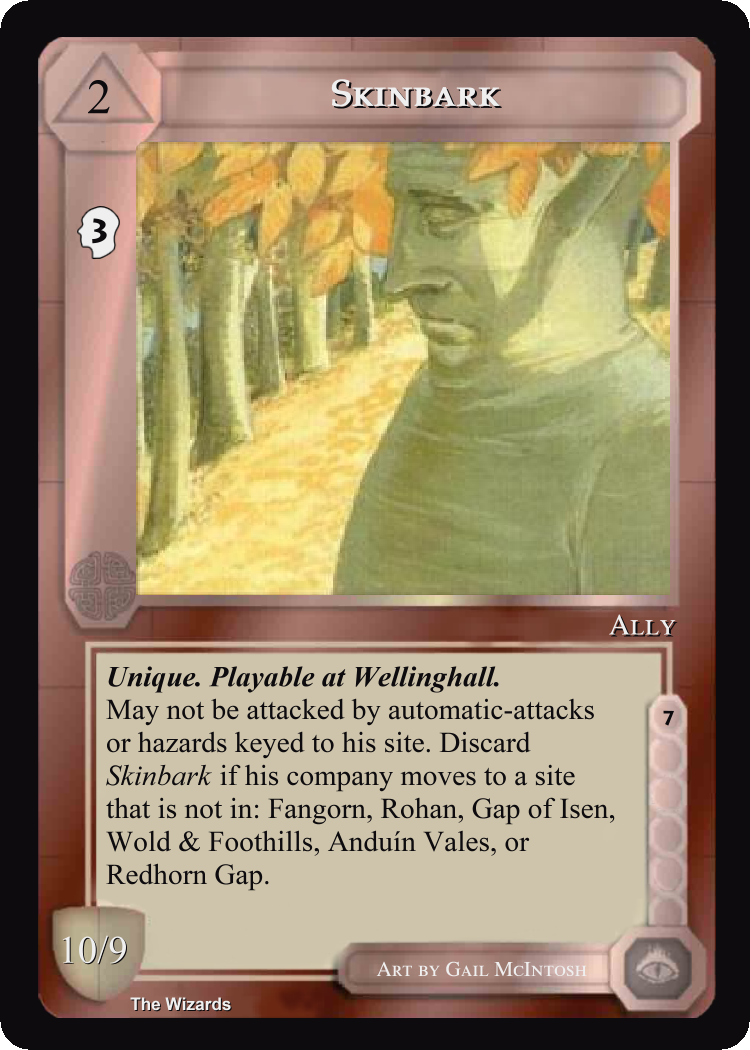 2
SKINBARK
3
ALLY
Unique. Playable at Wellinghall.
May not be attacked by automatic-attacks
or hazards keyed to his site. Discard
Skinbark if his company moves to a site
that is not in: Fangorn, Rohan, Gap of Isen,
Wold & Foothills, Anduín Vales, or
Redhorn Gap.
7
10/9
ART BY GAIL MCINTOSH
The Wizards